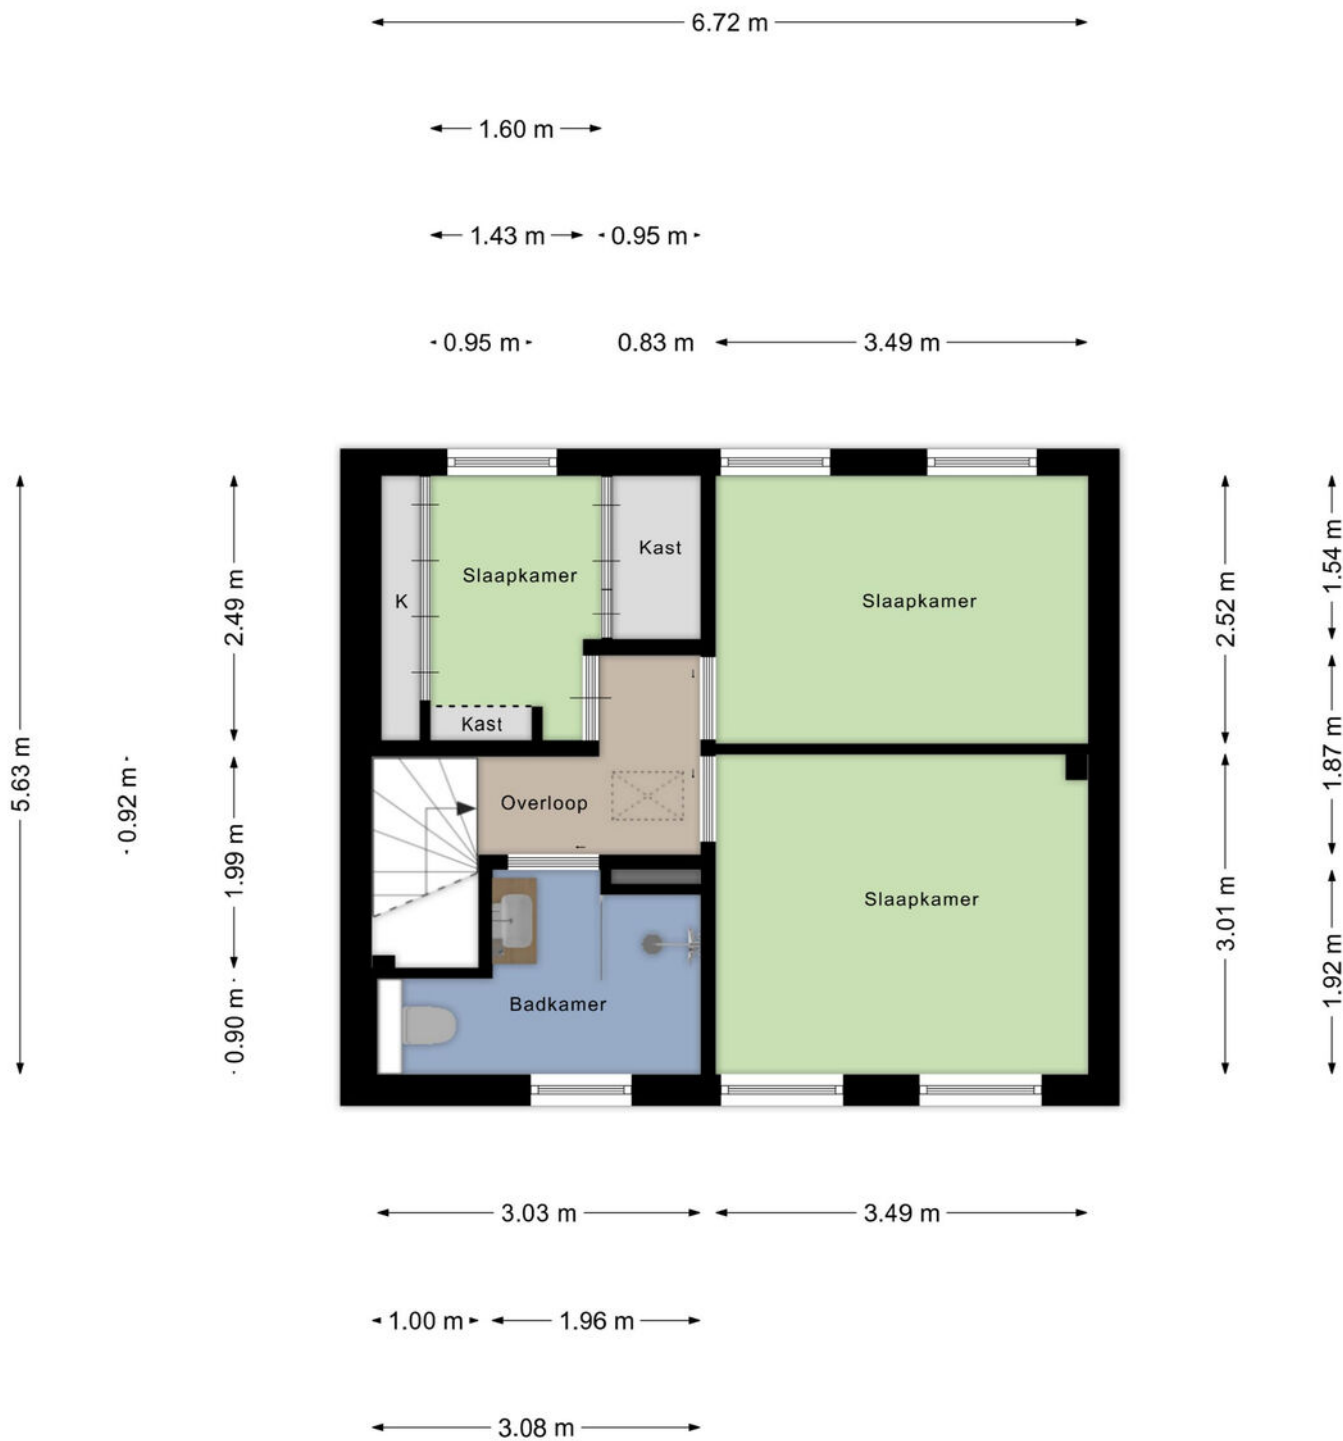 6.72 m
1.60 m
1.43 m
0.95 m
0.95 m
0.83 m
3.49 m
5.63 m
0.92 m
2.49 m
1.99 m
0.90 m
K
Slaapkamer
Kast
Slaapkamer
Kast
Overloop
Slaapkamer
Badkamer
2.52 m
3.01 m
1.54 m
1.87 m
1.92 m
3.03 m
3.49 m
1.00 m
1.96 m
3.08 m